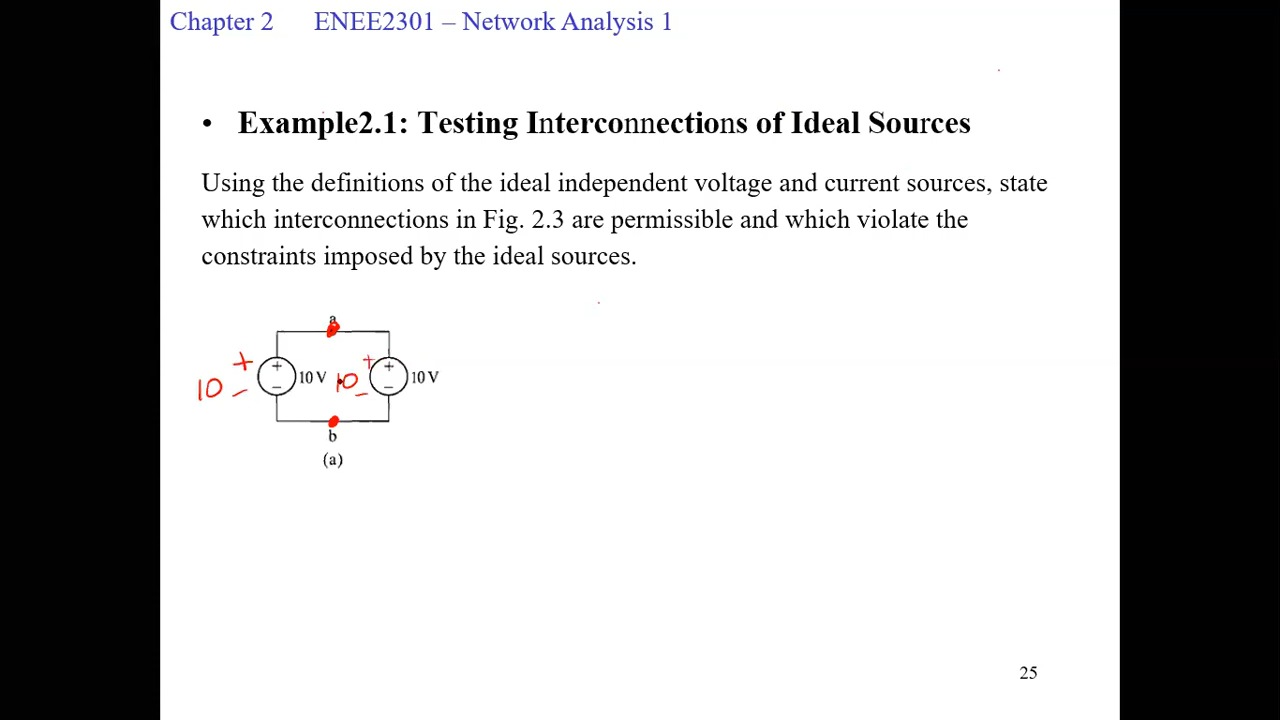 Chapter 2 ENEE2301 – Network Analysis 1
• Example2.1: Testing Interconnections of Ideal Sources
Using the definitions of the ideal independent voltage and current sources, state
which interconnections in Fig. 2.3 are permissible and which violate the
constraints imposed by the ideal sources.
a
10 + − + − 10 V 10 + − + − 10 V
b
(a)
25